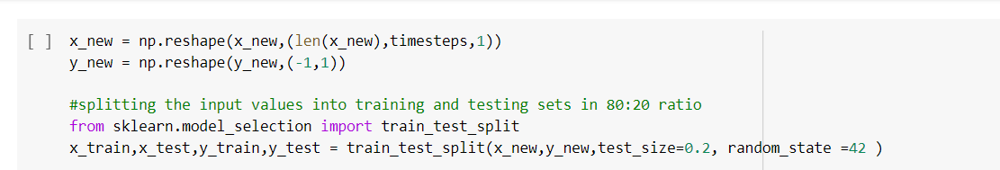 [ ] x_new = np.reshape(x_new,(len(x_new),timesteps,1))
y_new = np.reshape(y_new,(-1,1))
#splitting the input values into training and testing sets in 80:20 ratio
from sklearn.model_selection import train_test_split
x_train,x_test,y_train,y_test = train_test_split(x_new,y_new,test_size=0.2, random_state =42 )